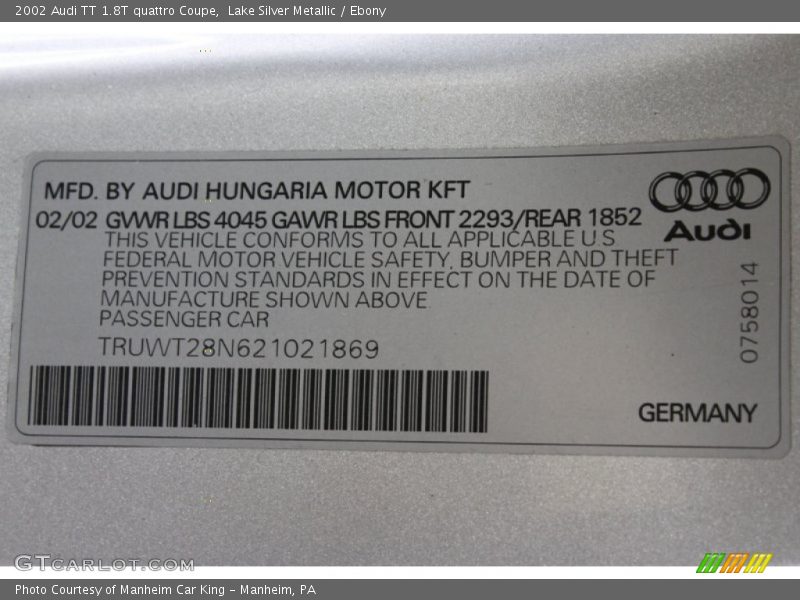 2002 Audi TT 1.8T quattro Coupe,  Lake Silver Metallic / Ebony
MFD. BY AUDI HUNGARIA MOTOR KFT
02/02 GVWR LBS 4045 GAWR LBS FRONT 2293/REAR 1852
THIS VEHICLE CONFORMS TO ALL APPLICABLE U.S
FEDERAL MOTOR VEHICLE SAFETY, BUMPER AND THEFT
PREVENTION STANDARDS IN EFFECT ON THE DATE OF
MANUFACTURE SHOWN ABOVE
PASSENGER CAR
TRUWT28N621021869
Audi
0758014
GERMANY
GTCARLOT.COM
Photo Courtesy of Manheim Car King - Manheim, PA